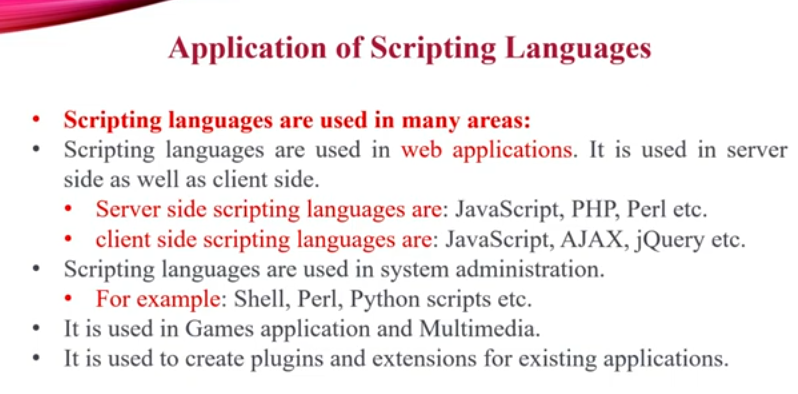 Application of Scripting Languages
• Scripting languages are used in many areas:
• Scripting languages are used in web applications. It is used in server
side as well as client side.
• Server side scripting languages are: JavaScript, PHP, Perl etc.
• client side scripting languages are: JavaScript, AJAX, jQuery etc.
• Scripting languages are used in system administration.
• For example: Shell, Perl, Python scripts etc.
• It is used in Games application and Multimedia.
• It is used to create plugins and extensions for existing applications.